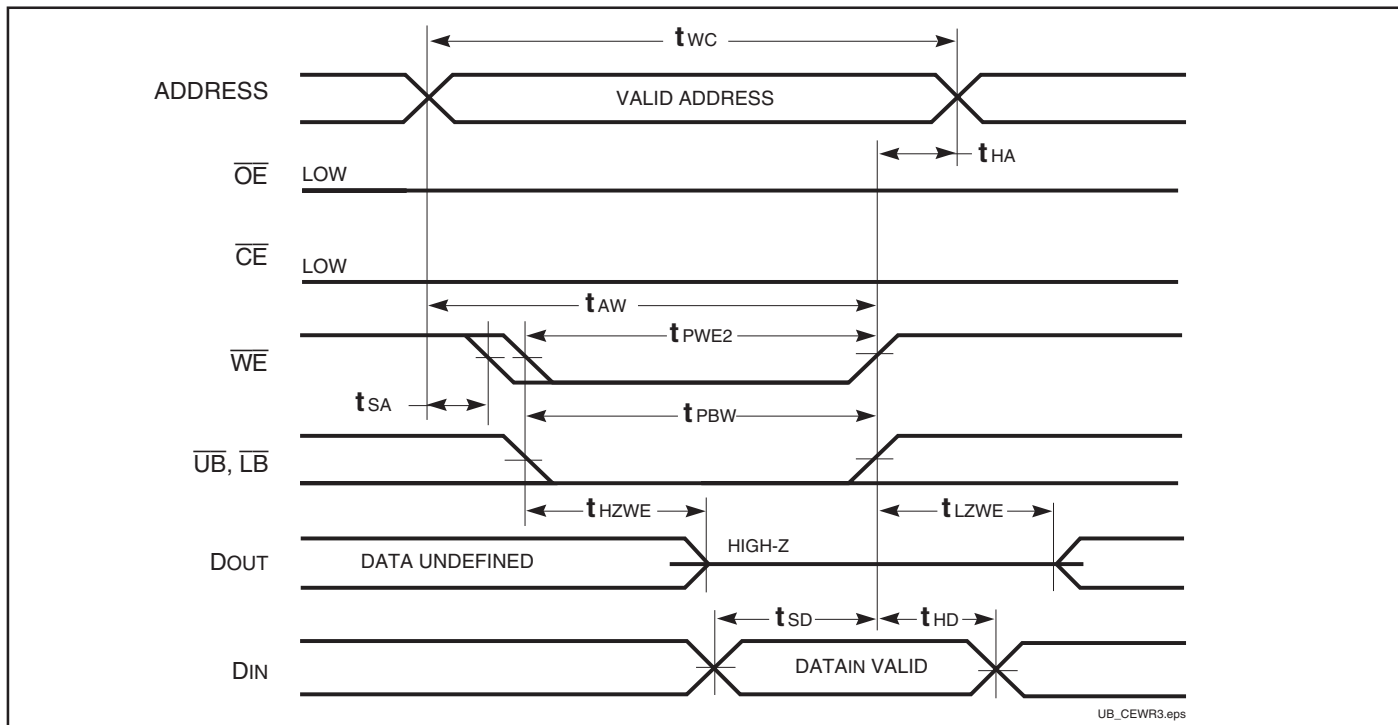 tWC
ADDRESS
VALID ADDRESS
tHA
OE
LOW
CE
LOW
tAW
tPWE2
WE
tSA
tPBW
UB, LB
tHZWE
tLZWE
DOUT
DATA UNDEFINED
HIGH-Z
tSD
tHD
DIN
DATAIN VALID
UB_CEWR3.eps